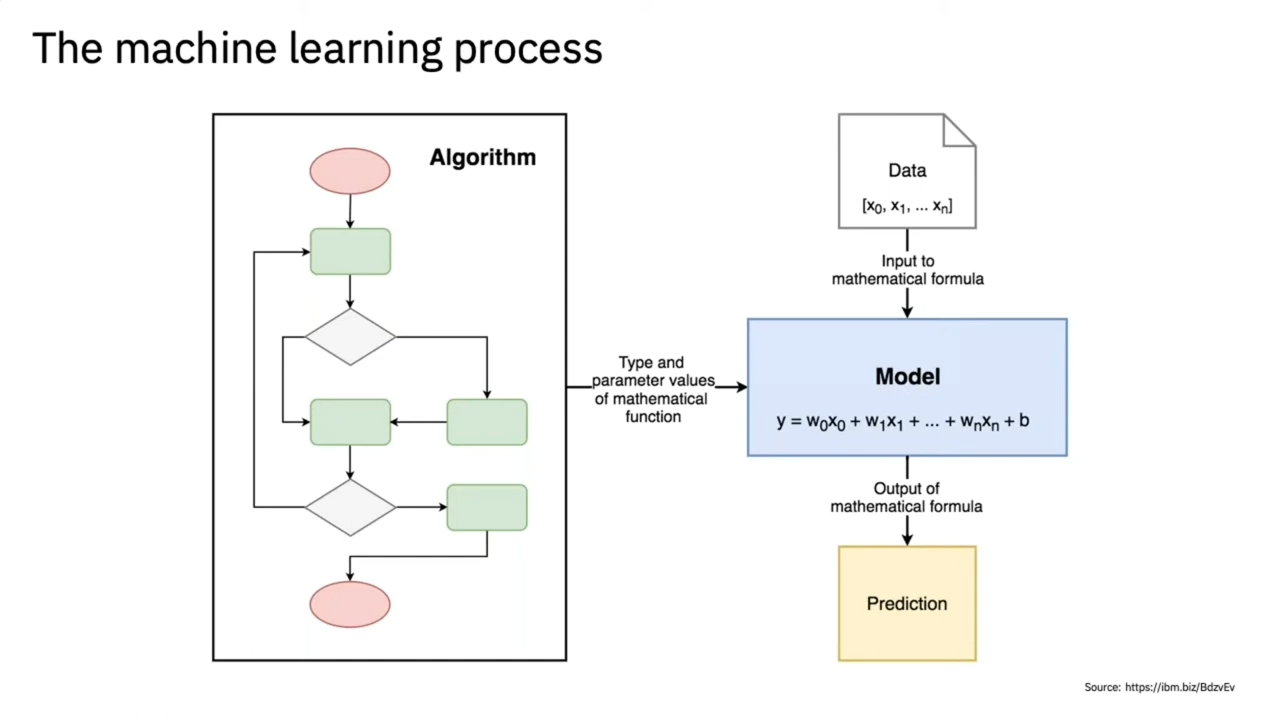 The machine learning process
Algorithm
Data
[x₀, x₁, ... xₙ]
Input to
mathematical formula
Type and
parameter values
of mathematical
function
Model
y = w₀x₀ + w₁x₁ + ... + wₙxₙ + b
Output of
mathematical formula
Prediction
Source: https://ibm.biz/BdzvEv